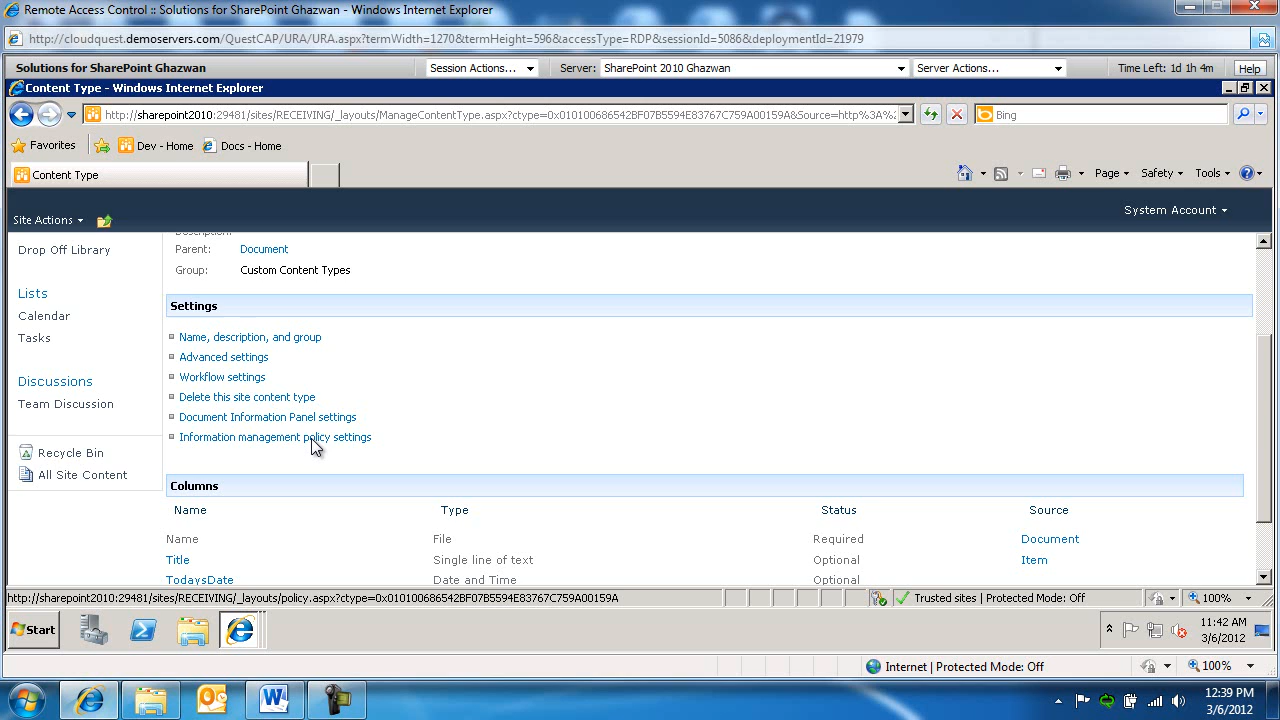 Remote Access Control :: Solutions for SharePoint Ghazwan - Windows Internet Explorer
http://cloudquest.demoservers.com/QuestCAP/URA/URA.aspx?termWidth=1270&termHeight=596&accessType=RDP&sessionId=5086&deploymentId=21979
Solutions for SharePoint Ghazwan Session Actions... Server: SharePoint 2010 Ghazwan Server Actions... Time Left: 1d 1h 4m Help
Content Type - Windows Internet Explorer
http://sharepoint2010:29481/sites/RECEIVING/_layouts/ManageContentType.aspx?ctype=0x010100686542BF07B5594E83767C759A00159A&Source=http%3A% Bing
Favorites Dev - Home Docs - Home
Content Type Page Safety Tools
Site Actions System Account
Description:
Drop Off Library Parent: Document
Group: Custom Content Types
Lists
Settings
Calendar
Tasks Name, description, and group
Advanced settings
Discussions Workflow settings
Team Discussion Delete this site content type
Document Information Panel settings
Information management policy settings
Recycle Bin
All Site Content
Columns
Name Type Status Source
Name File Required Document
Title Single line of text Optional Item
TodaysDate Date and Time Optional
http://sharepoint2010:29481/sites/RECEIVING/_layouts/policy.aspx?ctype=0x010100686542BF07B5594E83767C759A00159A Trusted sites | Protected Mode: Off 100%
Start 11:42 AM
3/6/2012
Internet | Protected Mode: Off 100%
12:39 PM
3/6/2012